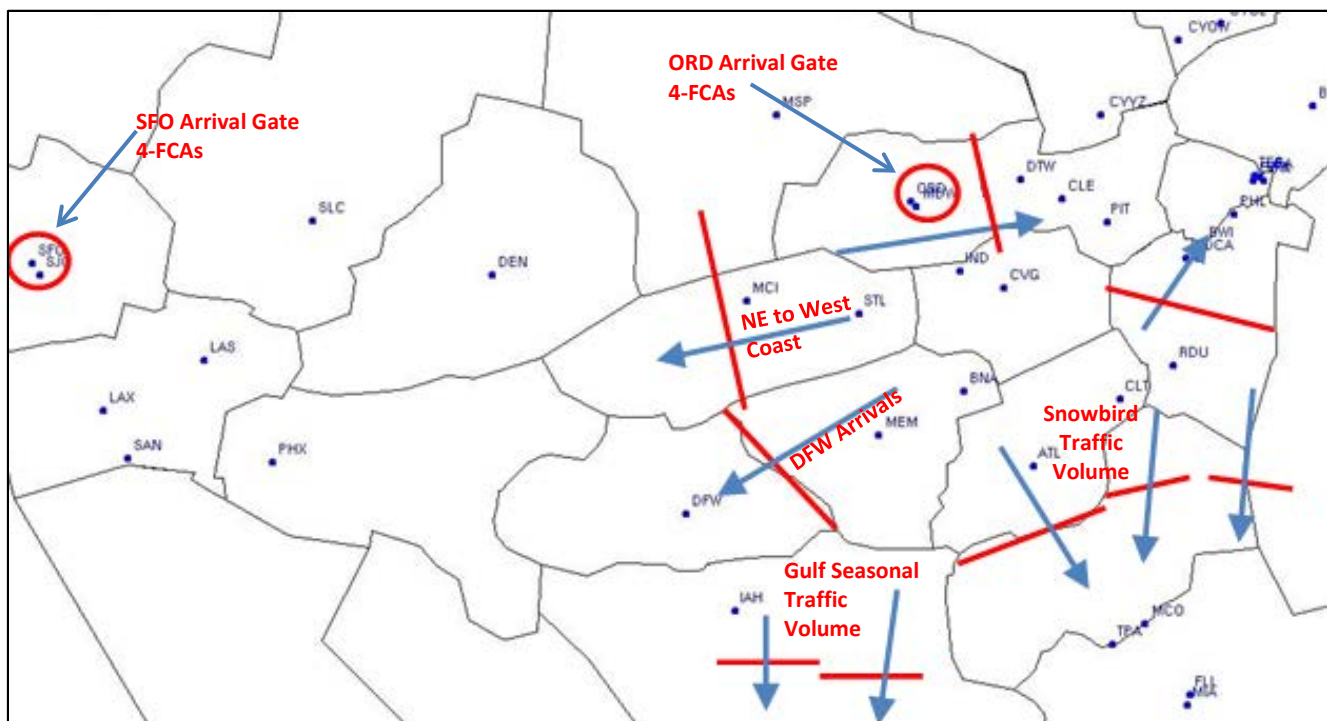 CYOW
ORD Arrival Gate
4-FCAs
MSP
CYYZ
SFO Arrival Gate
4-FCAs
DTW
CLE
ORD
MDW
PIT
PHL
SLC
BWI
DCA
SFO
SJC
DEN
IND
CVG
MCI
STL
NE to West
Coast
LAS
RDU
BNA
CLT
LAX
DFW Arrivals
MEM
Snowbird
Traffic
Volume
SAN
PHX
ATL
DFW
Gulf Seasonal
Traffic
Volume
IAH
MCO
TPA
FLL
MIA